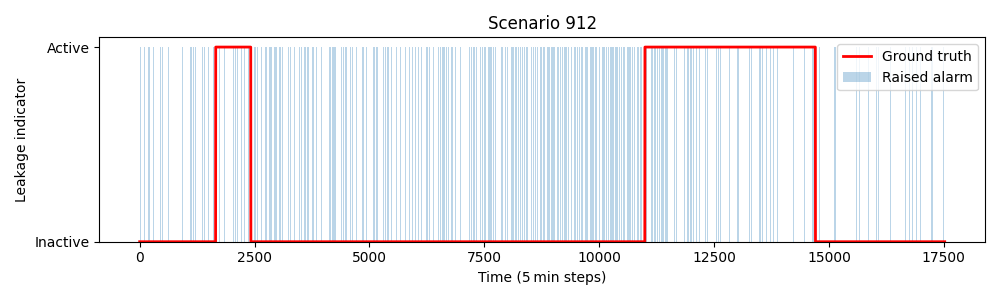 Scenario 912
Active
Inactive
Leakage indicator
Ground truth
Raised alarm
0 2500 5000 7500 10000 12500 15000 17500
Time (5 min steps)